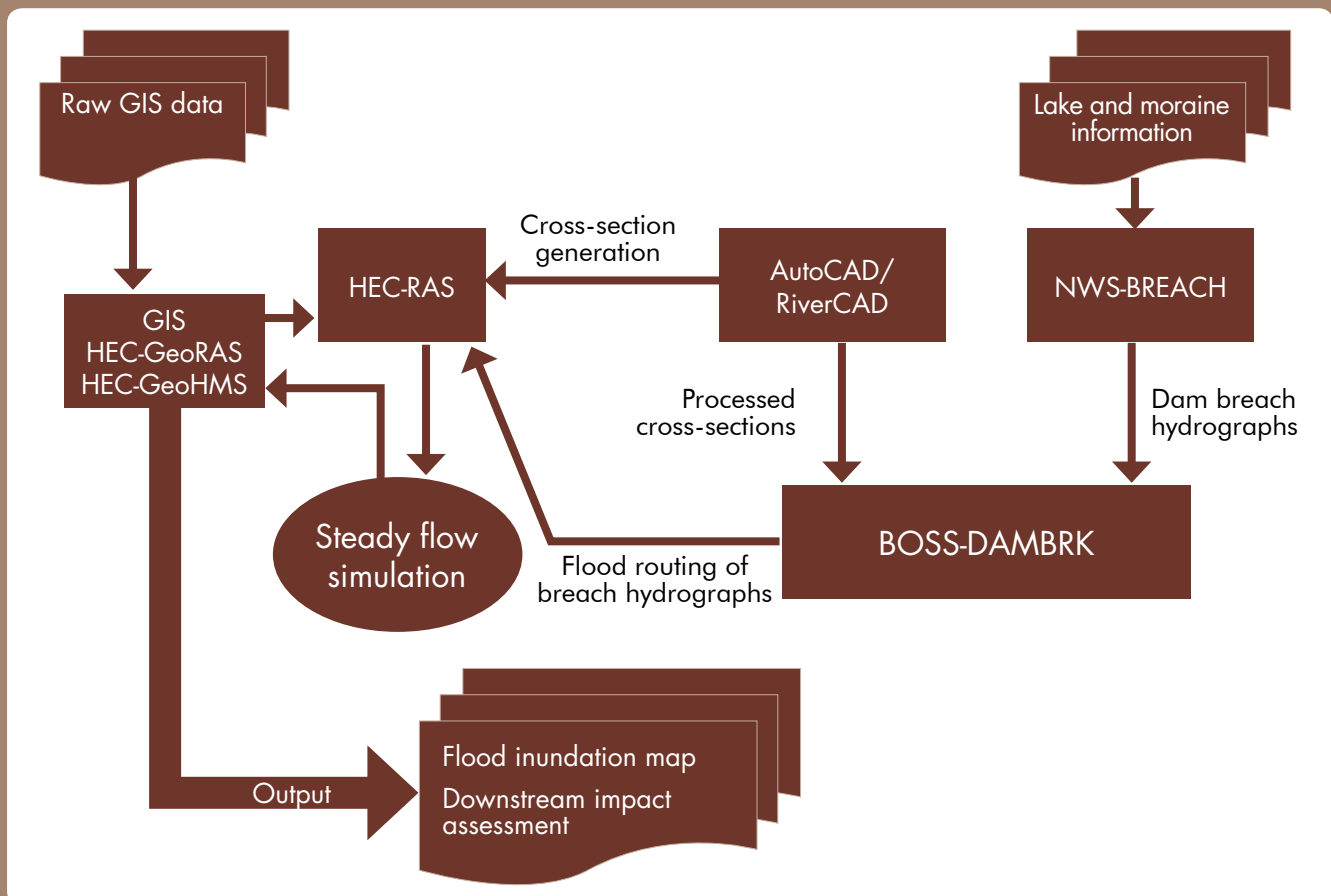 Raw GIS data
Lake and moraine
information
Cross-section
generation
HEC-RAS
AutoCAD/
RiverCAD
NWS-BREACH
GIS
HEC-GeoRAS
HEC-GeoHMS
Processed
cross-sections
Dam breach
hydrographs
Steady flow
simulation
Flood routing of
breach hydrographs
BOSS-DAMBRK
Output
Flood inundation map
Downstream impact
assessment